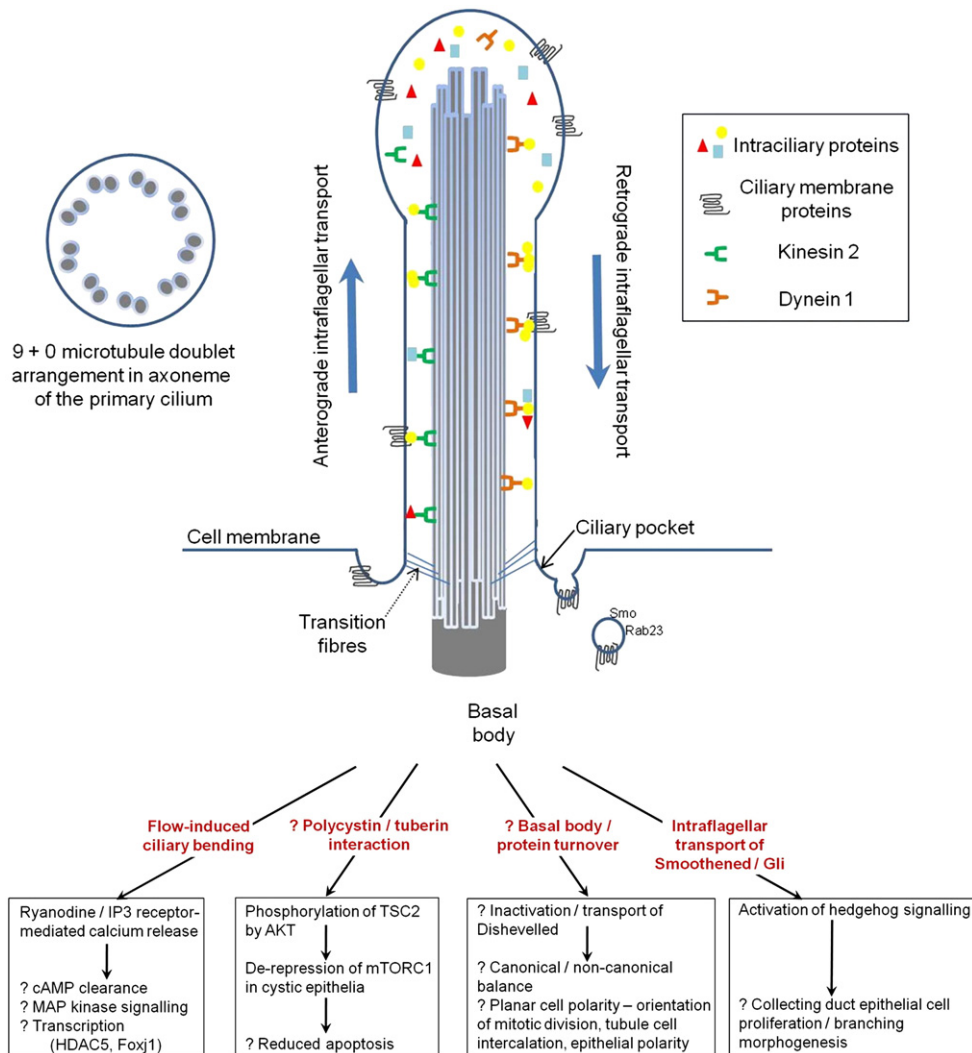 Intraciliary proteins
Ciliary membrane
proteins
Kinesin 2
Dynein 1
Anterograde intraflagellar transport
Retrograde intraflagellar transport
9 + 0 microtubule doublet
arrangement in axoneme
of the primary cilium
Cell membrane
Ciliary pocket
Transition
fibres
Smo
Rab23
Basal
body
Flow-induced
ciliary bending
? Polycystin / tuberin
interaction
? Basal body /
protein turnover
Intraflagellar
transport of
Smoothened / Gli
Ryanodine / IP3 receptor-
mediated calcium release
? cAMP clearance
? MAP kinase signalling
? Transcription
(HDAC5, Foxj1)
Phosphorylation of TSC2
by AKT
De-repression of mTORC1
in cystic epithelia
? Reduced apoptosis
? Inactivation / transport of
Dishevelled
? Canonical / non-canonical
balance
? Planar cell polarity – orientation
of mitotic division, tubule cell
intercalation, epithelial polarity
Activation of hedgehog signalling
? Collecting duct epithelial cell
proliferation / branching
morphogenesis